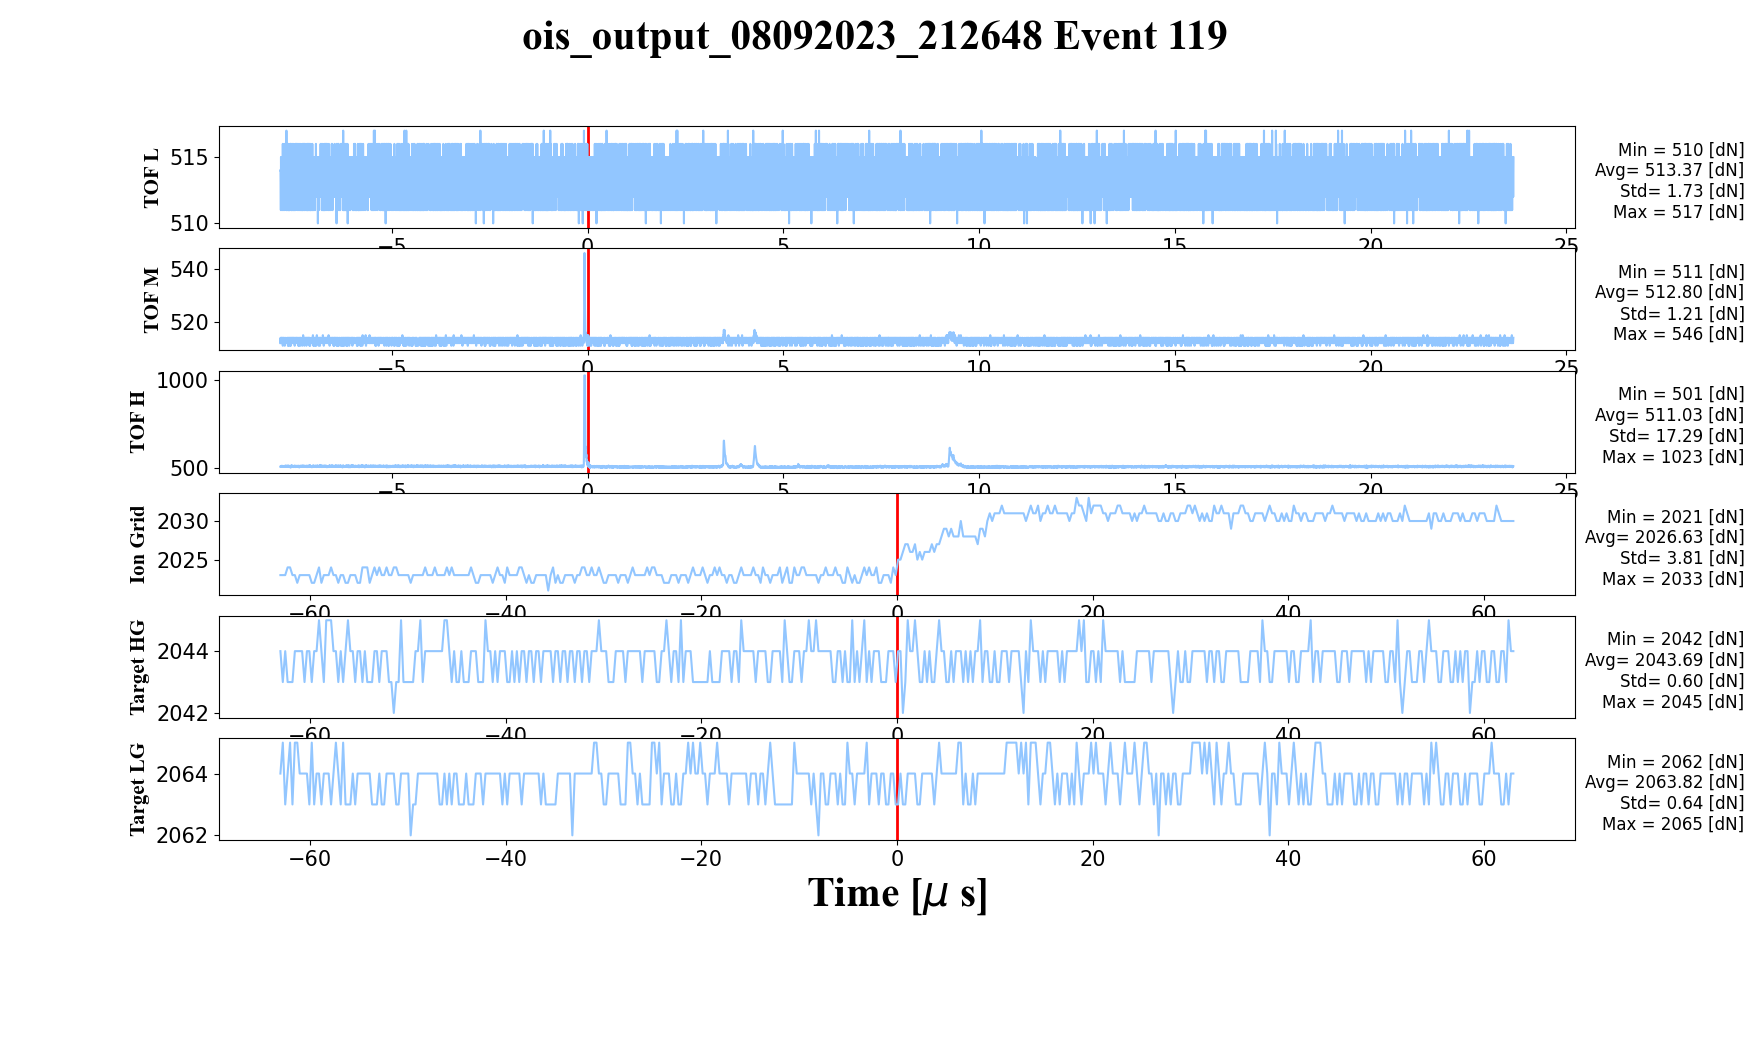 ois_output_08092023_212648 Event 119
TOF L
515
510
−5 0 5 10 15 20 25
Min = 510 [dN]
Avg= 513.37 [dN]
Std= 1.73 [dN]
Max = 517 [dN]
TOF M
540
520
−5 0 5 10 15 20 25
Min = 511 [dN]
Avg= 512.80 [dN]
Std= 1.21 [dN]
Max = 546 [dN]
TOF H
1000
500
−5 0 5 10 15 20 25
Min = 501 [dN]
Avg= 511.03 [dN]
Std= 17.29 [dN]
Max = 1023 [dN]
Ion Grid
2030
2025
−60 −40 −20 0 20 40 60
Min = 2021 [dN]
Avg= 2026.63 [dN]
Std= 3.81 [dN]
Max = 2033 [dN]
Target HG
2044
2042
−60 −40 −20 0 20 40 60
Min = 2042 [dN]
Avg= 2043.69 [dN]
Std= 0.60 [dN]
Max = 2045 [dN]
Target LG
2064
2062
−60 −40 −20 0 20 40 60
Min = 2062 [dN]
Avg= 2063.82 [dN]
Std= 0.64 [dN]
Max = 2065 [dN]
Time [μ s]